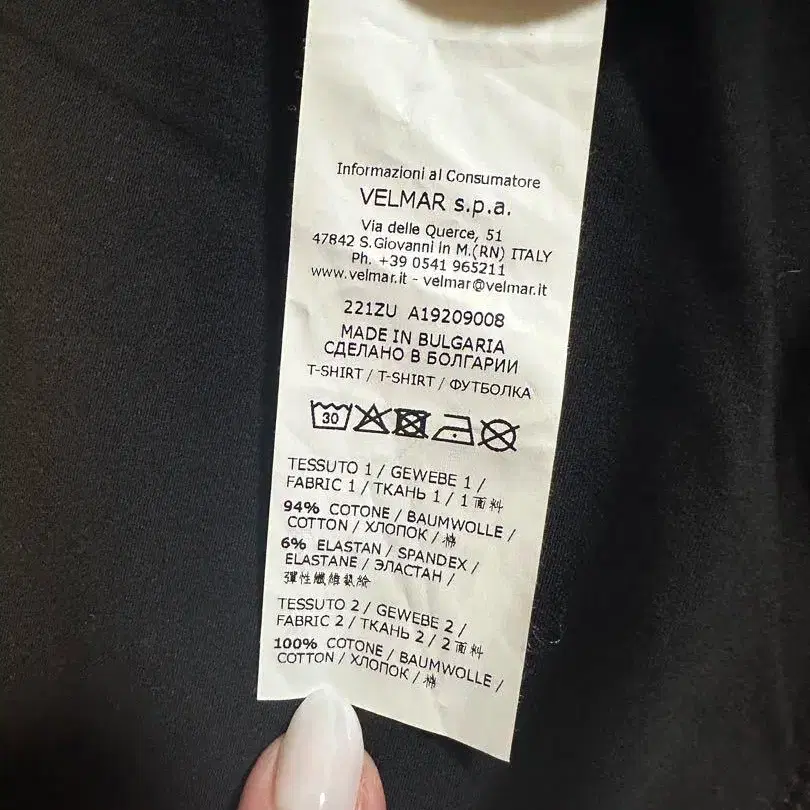 Informazioni al Consumatore
VELMAR s.p.a.
Via delle Querce, 51
47842 S.Giovanni in M.(RN) ITALY
Ph. +39 0541 965211
www.velmar.it - velmar@velmar.it
221ZU A19209008
MADE IN BULGARIA
СДЕЛАНО В БОЛГАРИИ
T-SHIRT / T-SHIRT / ФУТБОЛКА
30
TESSUTO 1 / GEWEBE 1 /
FABRIC 1 / ТКАНЬ 1 / 1 面料
94% COTONE / BAUMWOLLE /
COTTON / ХЛОПОК / 棉
6% ELASTAN / SPANDEX /
ELASTANE / ЭЛАСТАН /
彈性纖維
TESSUTO 2 / GEWEBE 2 /
FABRIC 2 / ТКАНЬ 2 / 2 面料
100% COTONE / BAUMWOLLE /
COTTON / ХЛОПОК / 棉